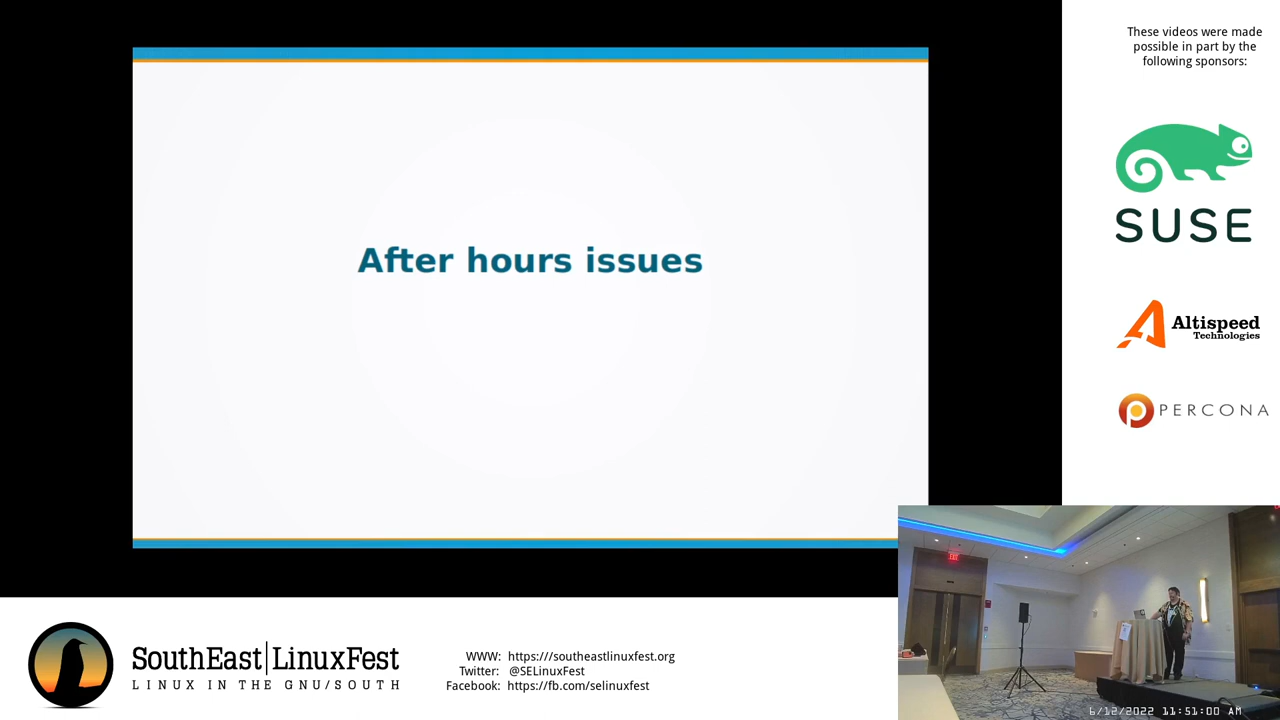 These videos were made
possible in part by the
following sponsors:
After hours issues
SUSE
Altispeed
Technologies
PERCONA
SouthEast LinuxFest
LINUX IN THE GNU/SOUTH
WWW: https:///southeastlinuxfest.org
Twitter: @SELinuxFest
Facebook: https://fb.com/selinuxfest
EXIT
6/12/2022 11:51:00 AM